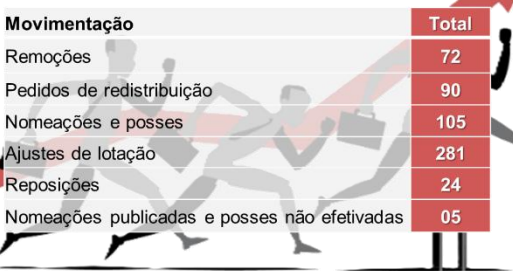 Movimentação Total
Remoções 72
Pedidos de redistribuição 90
Nomeações e posses 105
Ajustes de lotação 281
Reposições 24
Nomeações publicadas e posses não efetivadas 05